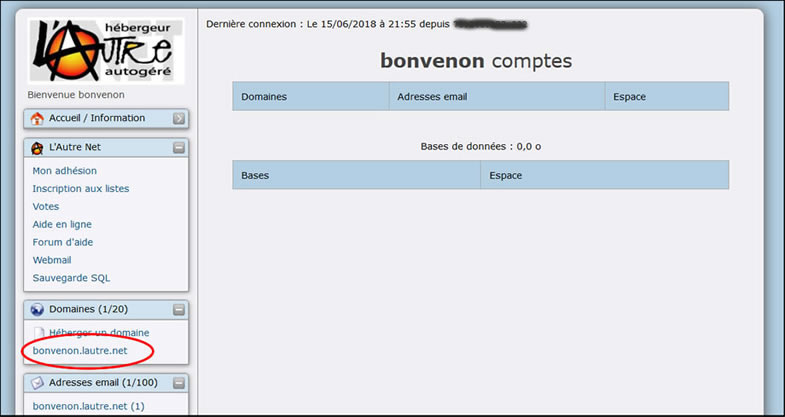 Dernière connexion : Le 15/06/2018 à 21:55 depuis
hébergeur
L'AUTRE
autogéré
Bienvenue bonvenon
Accueil / Information
L'Autre Net
Mon adhésion
Inscription aux listes
Votes
Aide en ligne
Forum d'aide
Webmail
Sauvegarde SQL
Domaines (1/20)
Héberger un domaine
bonvenon.lautre.net
Adresses email (1/100)
bonvenon.lautre.net (1)
bonvenon comptes
Domaines Adresses email Espace
Bases de données : 0,0 o
Bases Espace